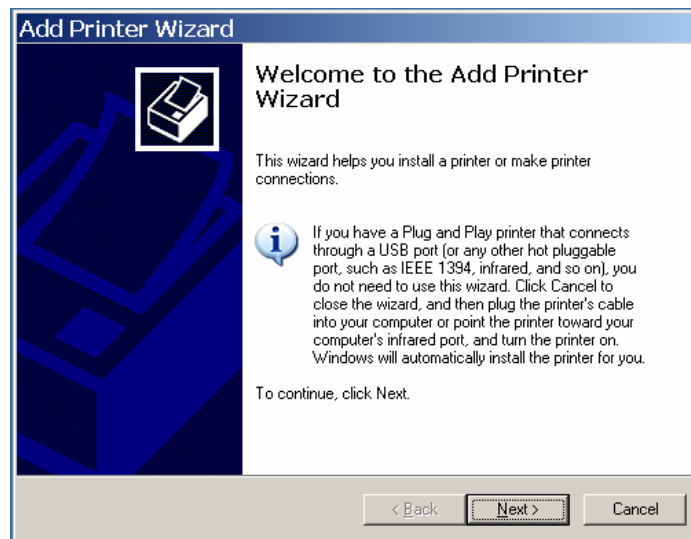 Add Printer Wizard
Welcome to the Add Printer
Wizard
This wizard helps you install a printer or make printer
connections.
If you have a Plug and Play printer that connects
through a USB port (or any other hot pluggable
port, such as IEEE 1394, infrared, and so on), you
do not need to use this wizard. Click Cancel to
close the wizard, and then plug the printer's cable
into your computer or point the printer toward your
computer's infrared port, and turn the printer on.
Windows will automatically install the printer for you.
To continue, click Next.
< Back Next > Cancel